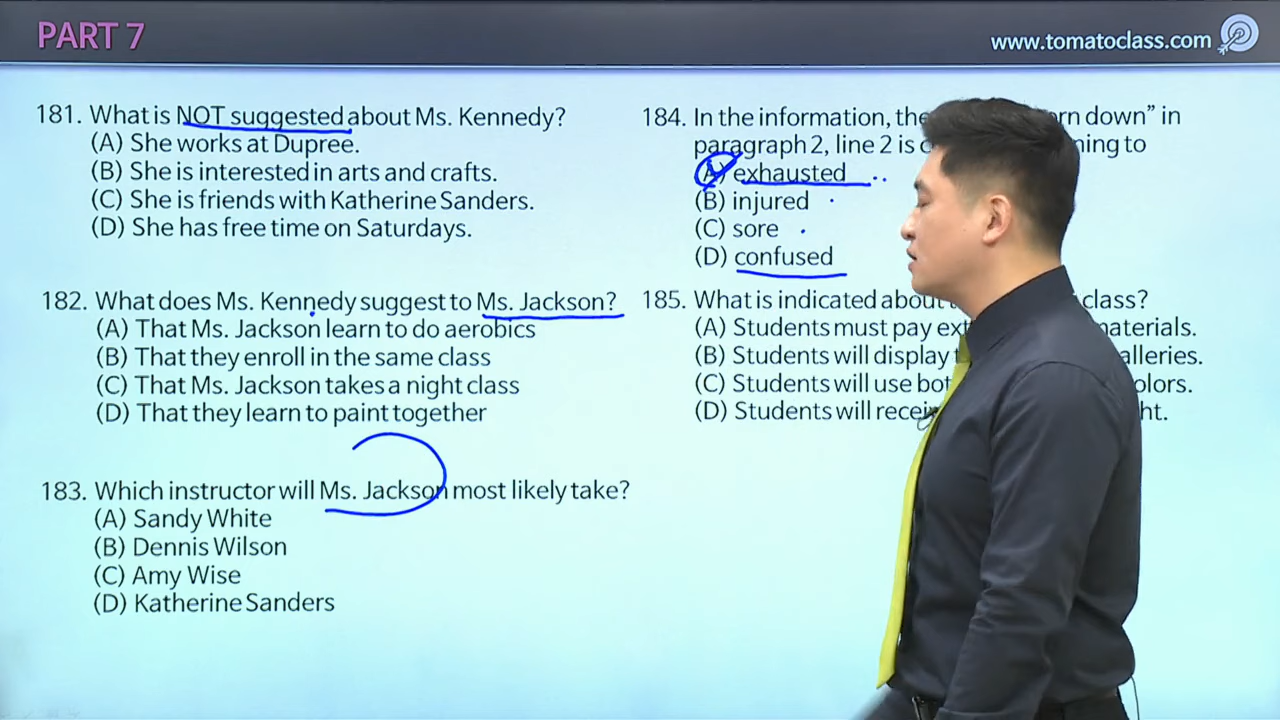 PART 7
www.tomatoclass.com
181. What is NOT suggested about Ms. Kennedy?
(A) She works at Dupree.
(B) She is interested in arts and crafts.
(C) She is friends with Katherine Sanders.
(D) She has free time on Saturdays.
182. What does Ms. Kennedy suggest to Ms. Jackson?
(A) That Ms. Jackson learn to do aerobics
(B) That they enroll in the same class
(C) That Ms. Jackson takes a night class
(D) That they learn to paint together
183. Which instructor will Ms. Jackson most likely take?
(A) Sandy White
(B) Dennis Wilson
(C) Amy Wise
(D) Katherine Sanders
184. In the information, the down” in
paragraph 2, line 2 is to
(A) exhausted
(B) injured
(C) sore
(D) confused
185. What is indicated about class?
(A) Students must pay materials.
(B) Students will display
(C) Students will use
(D) Students will